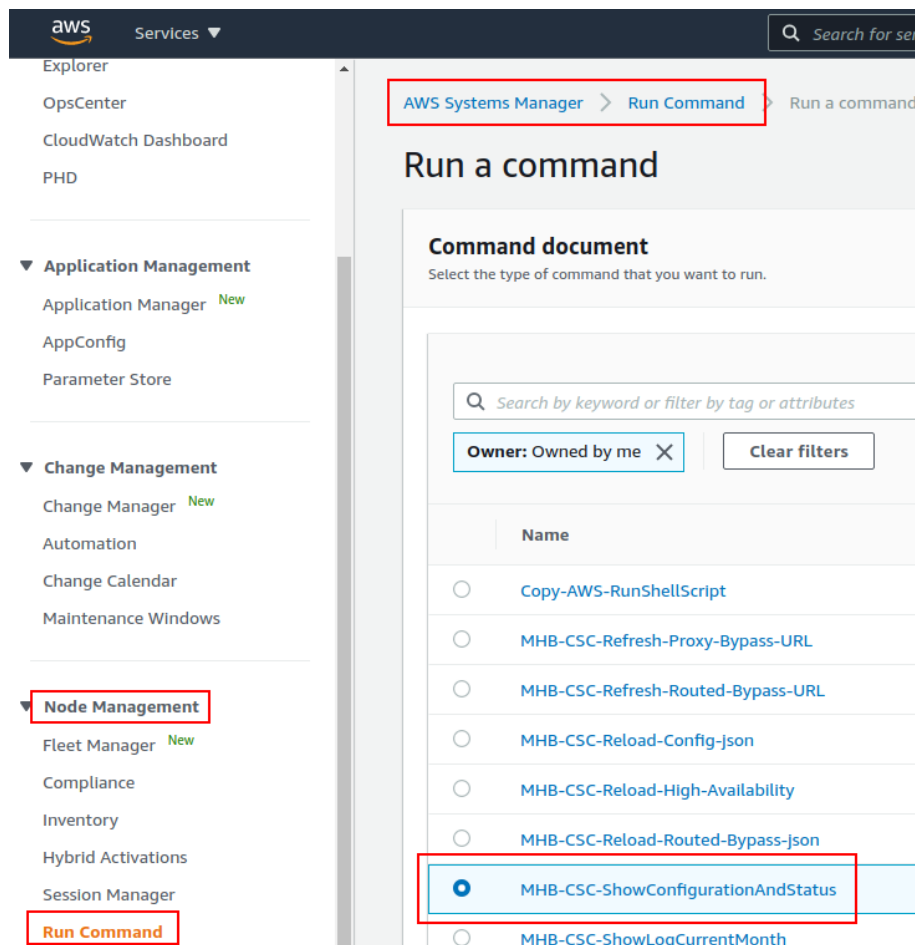 aws
Services ▼
Search for ser
Explorer
OpsCenter
CloudWatch Dashboard
PHD
▼ Application Management
Application Manager New
AppConfig
Parameter Store
▼ Change Management
Change Manager New
Automation
Change Calendar
Maintenance Windows
▼ Node Management
Fleet Manager New
Compliance
Inventory
Hybrid Activations
Session Manager
Run Command
AWS Systems Manager > Run Command > Run a command
Run a command
Command document
Select the type of command that you want to run.
Search by keyword or filter by tag or attributes
Owner: Owned by me X
Clear filters
Name
Copy-AWS-RunShellScript
MHB-CSC-Refresh-Proxy-Bypass-URL
MHB-CSC-Refresh-Routed-Bypass-URL
MHB-CSC-Reload-Config-json
MHB-CSC-Reload-High-Availability
MHB-CSC-Reload-Routed-Bypass-json
MHB-CSC-ShowConfigurationAndStatus
MHB-CSC-ShowLogCurrentMonth